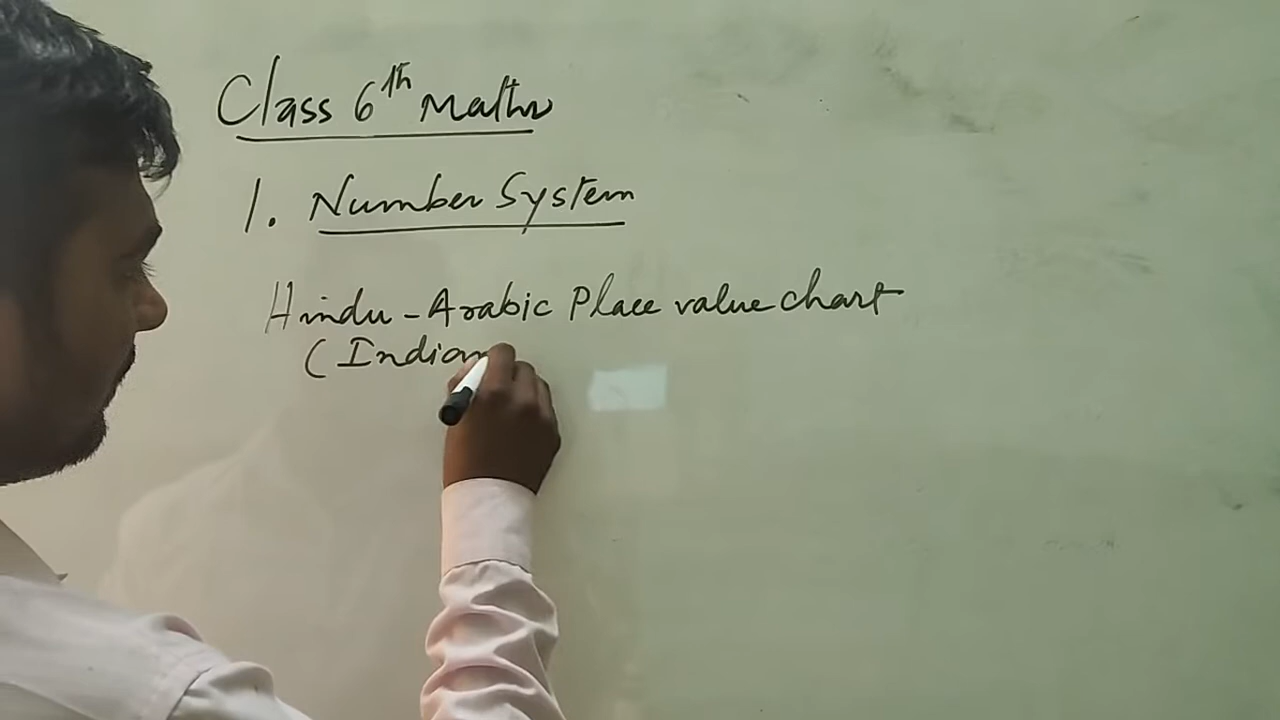 Class 6th Maths
1. Number System
Hindu-Arabic Place value chart
(Indian